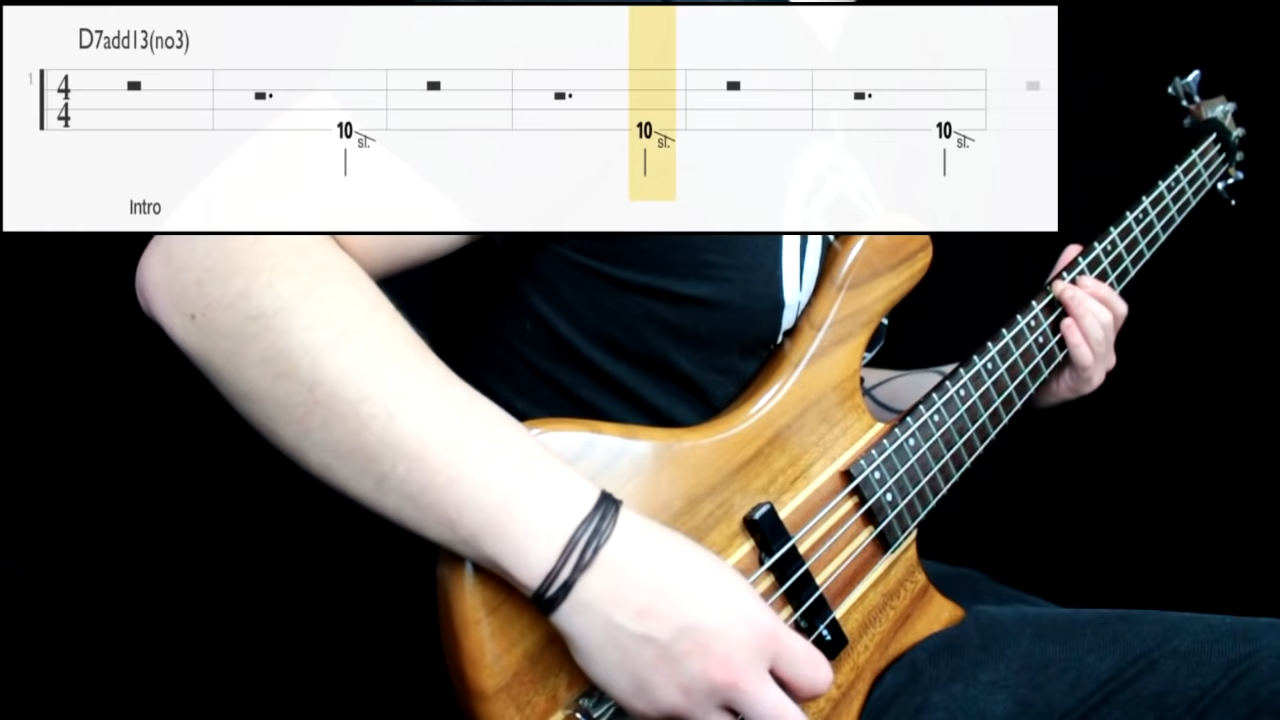 D7add13(no3)
1
4
4
10 sl. 10 sl. 10 sl.
Intro